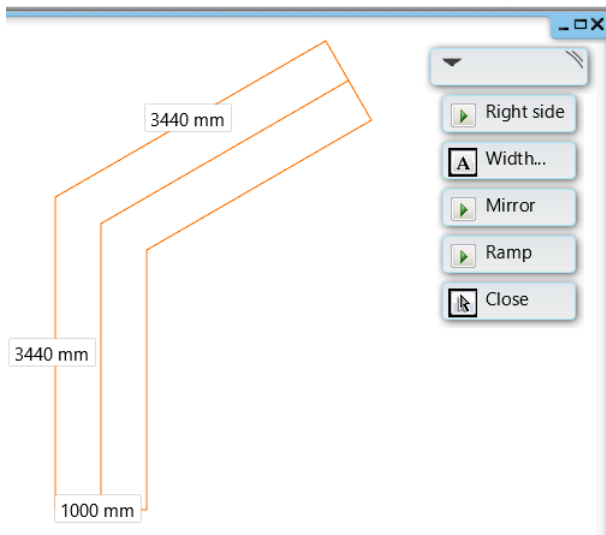 3440 mm
Right side
A Width...
Mirror
Ramp
Close
3440 mm
1000 mm